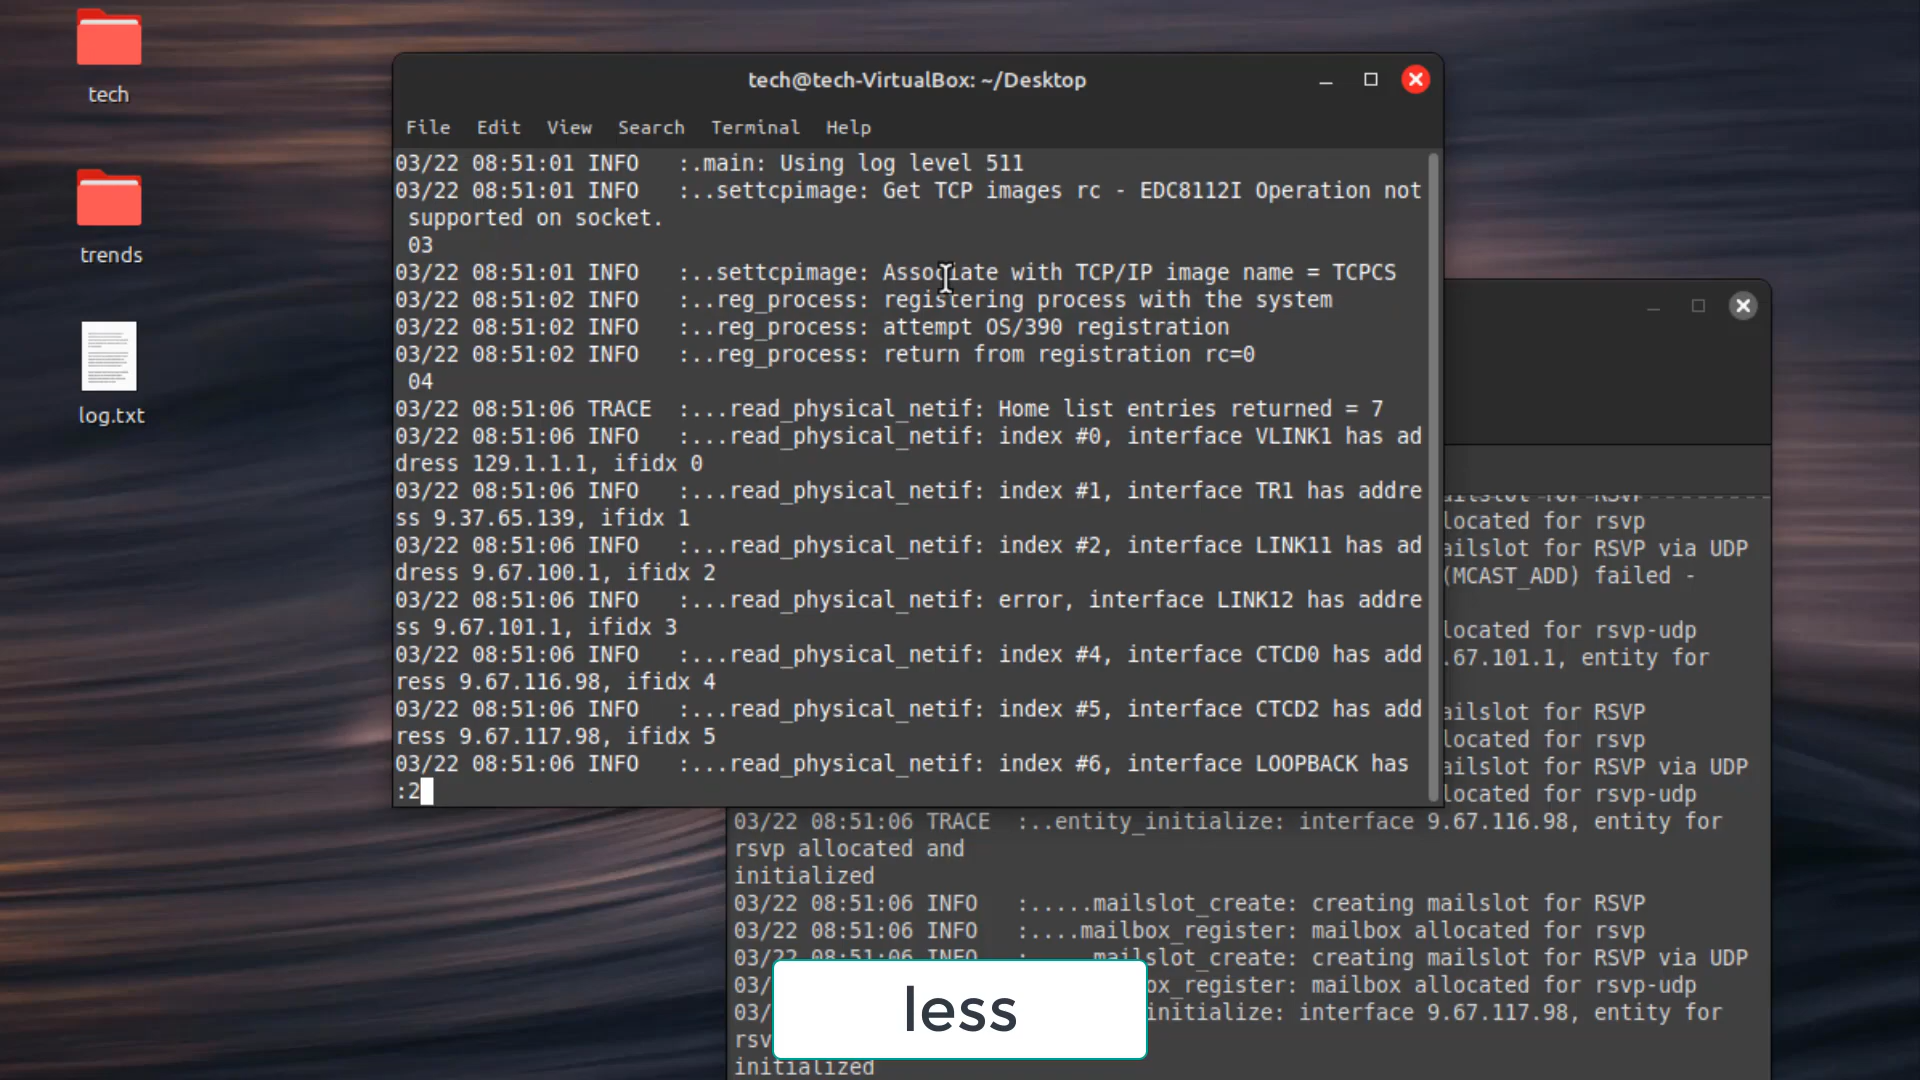 tech
trends
log.txt
tech@tech-VirtualBox: ~/Desktop
File Edit View Search Terminal Help
03/22 08:51:01 INFO   :.main: Using log level 511
03/22 08:51:01 INFO   :..settcpimage: Get TCP images rc - EDC8112I Operation not
 supported on socket.
 03
03/22 08:51:01 INFO   :..settcpimage: Associate with TCP/IP image name = TCPCS
03/22 08:51:02 INFO   :..reg_process: registering process with the system
03/22 08:51:02 INFO   :..reg_process: attempt OS/390 registration
03/22 08:51:02 INFO   :..reg_process: return from registration rc=0
 04
03/22 08:51:06 TRACE  :...read_physical_netif: Home list entries returned = 7
03/22 08:51:06 INFO   :...read_physical_netif: index #0, interface VLINK1 has ad
dress 129.1.1.1, ifidx 0
03/22 08:51:06 INFO   :...read_physical_netif: index #1, interface TR1 has addre
ss 9.37.65.139, ifidx 1
03/22 08:51:06 INFO   :...read_physical_netif: index #2, interface LINK11 has ad
dress 9.67.100.1, ifidx 2
03/22 08:51:06 INFO   :...read_physical_netif: error, interface LINK12 has addre
ss 9.67.101.1, ifidx 3
03/22 08:51:06 INFO   :...read_physical_netif: index #4, interface CTCD0 has add
ress 9.67.116.98, ifidx 4
03/22 08:51:06 INFO   :...read_physical_netif: index #5, interface CTCD2 has add
ress 9.67.117.98, ifidx 5
03/22 08:51:06 INFO   :...read_physical_netif: index #6, interface LOOPBACK has
:2
located for rsvp
ailslot for RSVP via UDP
(MCAST_ADD) failed -
located for rsvp-udp
.67.101.1, entity for
ailslot for RSVP
located for rsvp
ailslot for RSVP via UDP
located for rsvp-udp
03/22 08:51:06 TRACE  :..entity_initialize: interface 9.67.116.98, entity for
rsvp allocated and
initialized
03/22 08:51:06 INFO   :.....mailslot_create: creating mailslot for RSVP
03/22 08:51:06 INFO   :....mailbox_register: mailbox allocated for rsvp
03/22 08:51:06 INFO   :.....mailslot_create: creating mailslot for RSVP via UDP
03/ ox_register: mailbox allocated for rsvp-udp
03/ initialize: interface 9.67.117.98, entity for
rsv
initialized
less